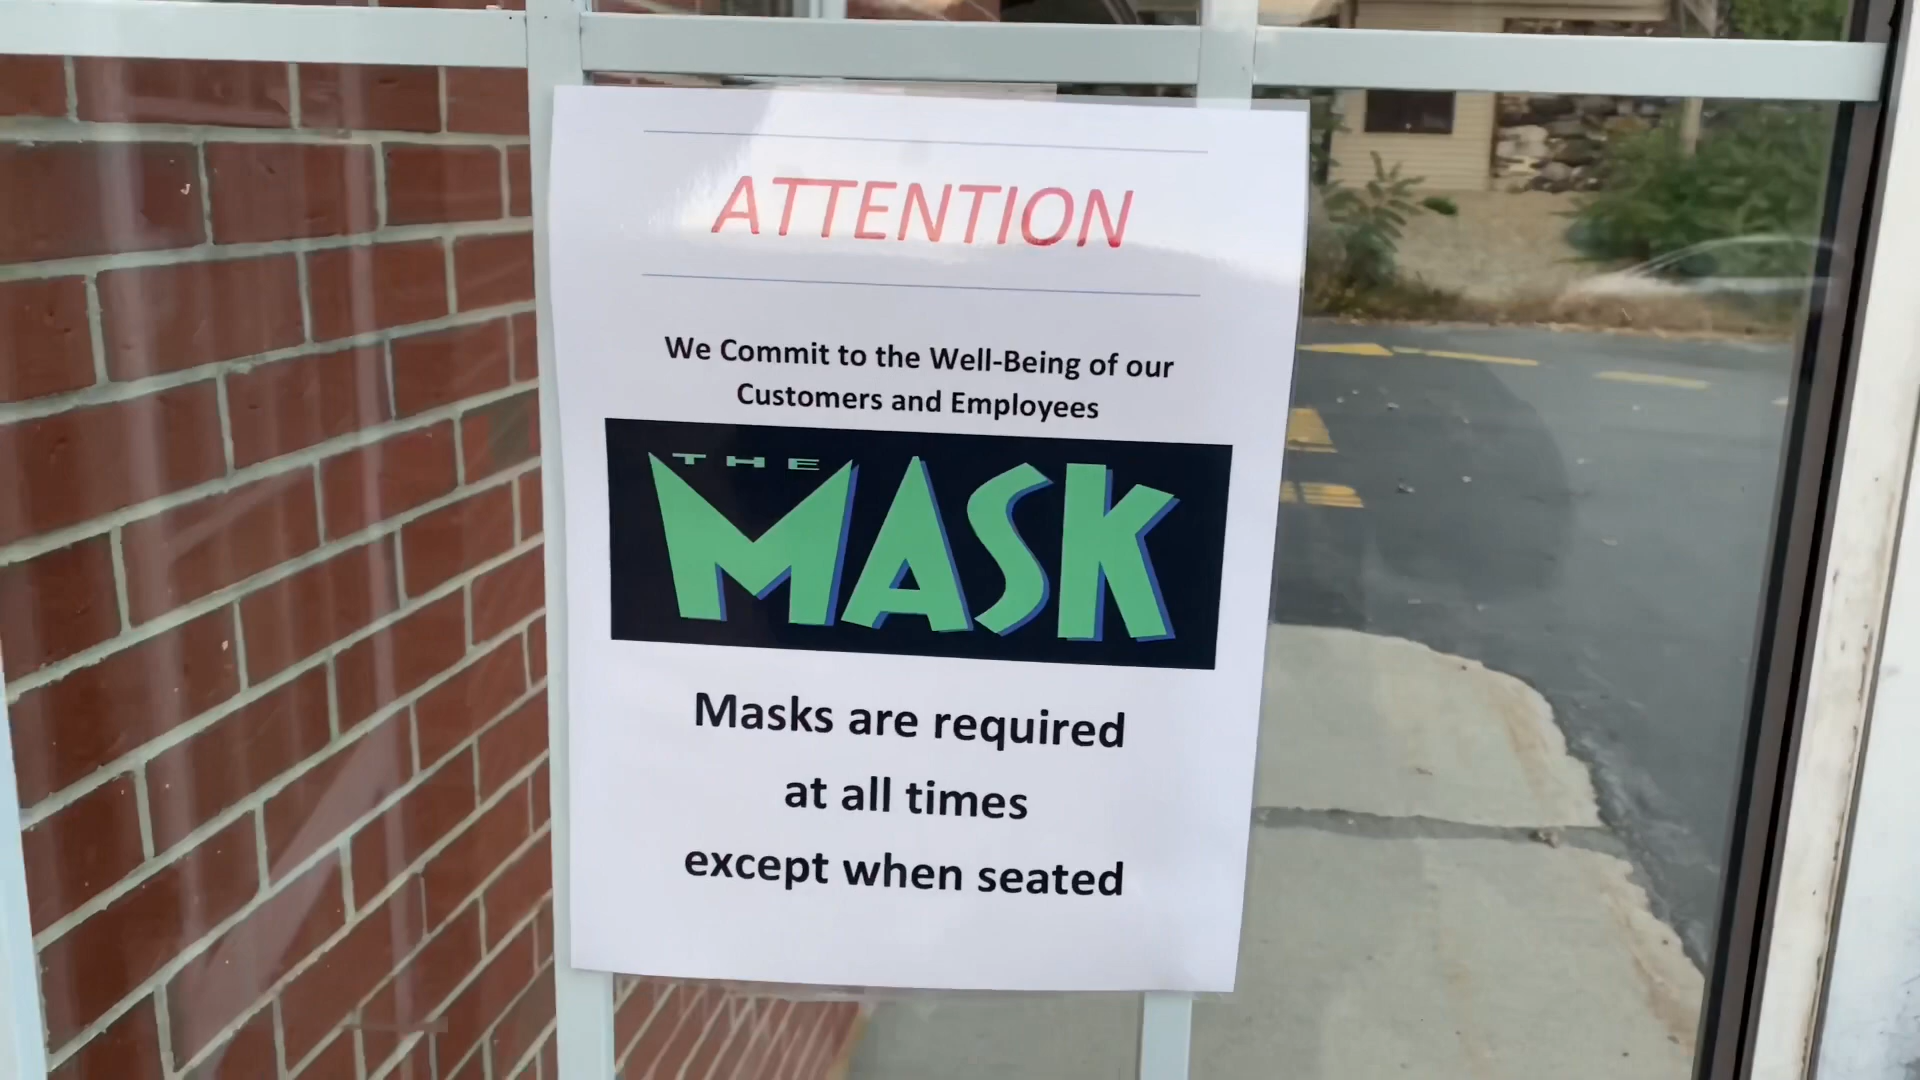 ATTENTION
We Commit to the Well-Being of our
Customers and Employees
THE
MASK
Masks are required
at all times
except when seated